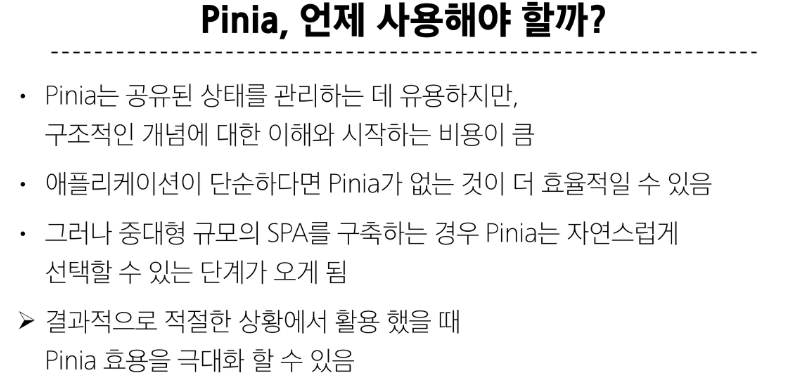 Pinia, 언제 사용해야 할까?
• Pinia는 공유된 상태를 관리하는 데 유용하지만,
구조적인 개념에 대한 이해와 시작하는 비용이 큼
• 애플리케이션이 단순하다면 Pinia가 없는 것이 더 효율적일 수 있음
• 그러나 중대형 규모의 SPA를 구축하는 경우 Pinia는 자연스럽게
선택할 수 있는 단계가 오게 됨
➢ 결과적으로 적절한 상황에서 활용 했을 때
Pinia 효용을 극대화 할 수 있음